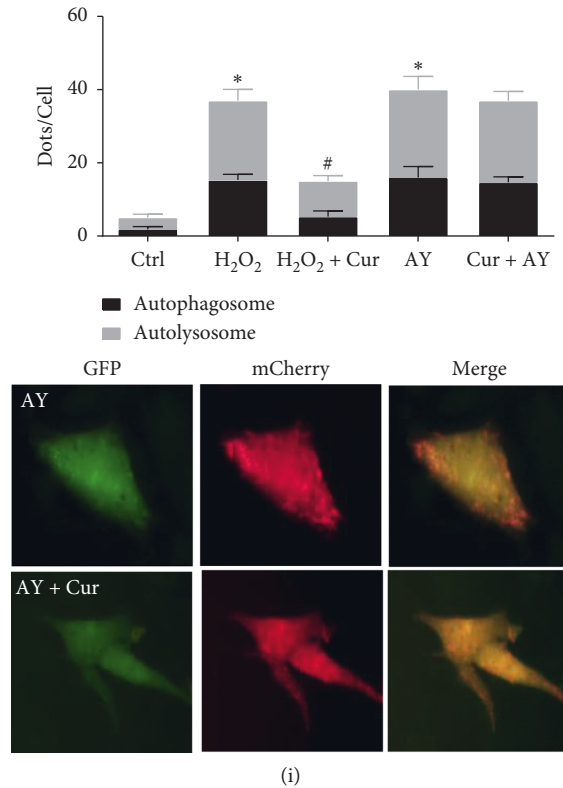 60
40
20
0
Dots/Cell
* # *
Ctrl H₂O₂ H₂O₂ + Cur AY Cur + AY
Autophagosome
Autolysosome
GFP mCherry Merge
AY
AY + Cur
(i)